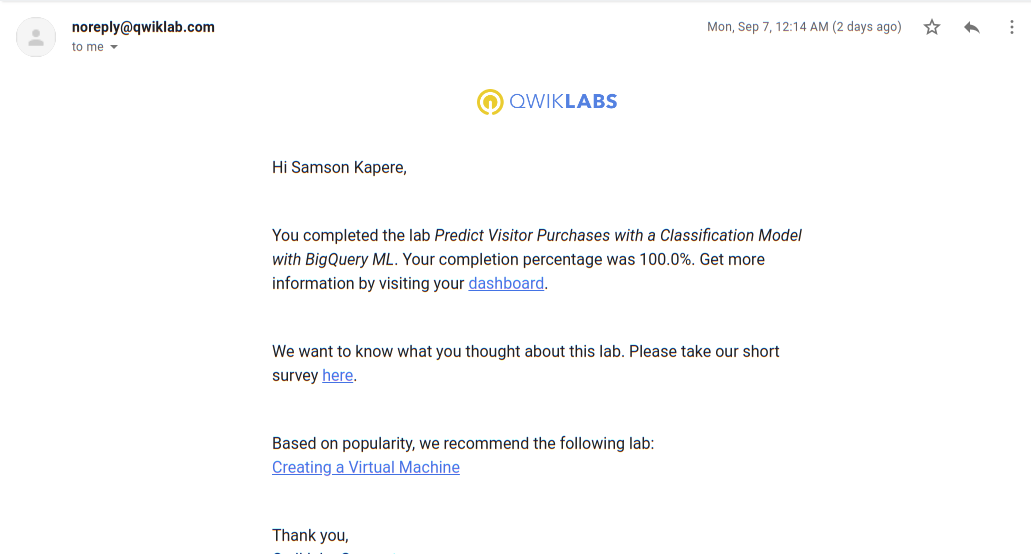 noreply@qwiklab.com
Mon, Sep 7, 12:14 AM (2 days ago)
to me
QWIKLABS
Hi Samson Kapere,
You completed the lab Predict Visitor Purchases with a Classification Model
with BigQuery ML. Your completion percentage was 100.0%. Get more
information by visiting your dashboard.
We want to know what you thought about this lab. Please take our short
survey here.
Based on popularity, we recommend the following lab:
Creating a Virtual Machine
Thank you,